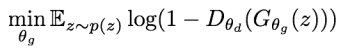 min_{θ_g} 𝔼_{z∼p(z)} log(1 − D_{θ_d}(G_{θ_g}(z)))